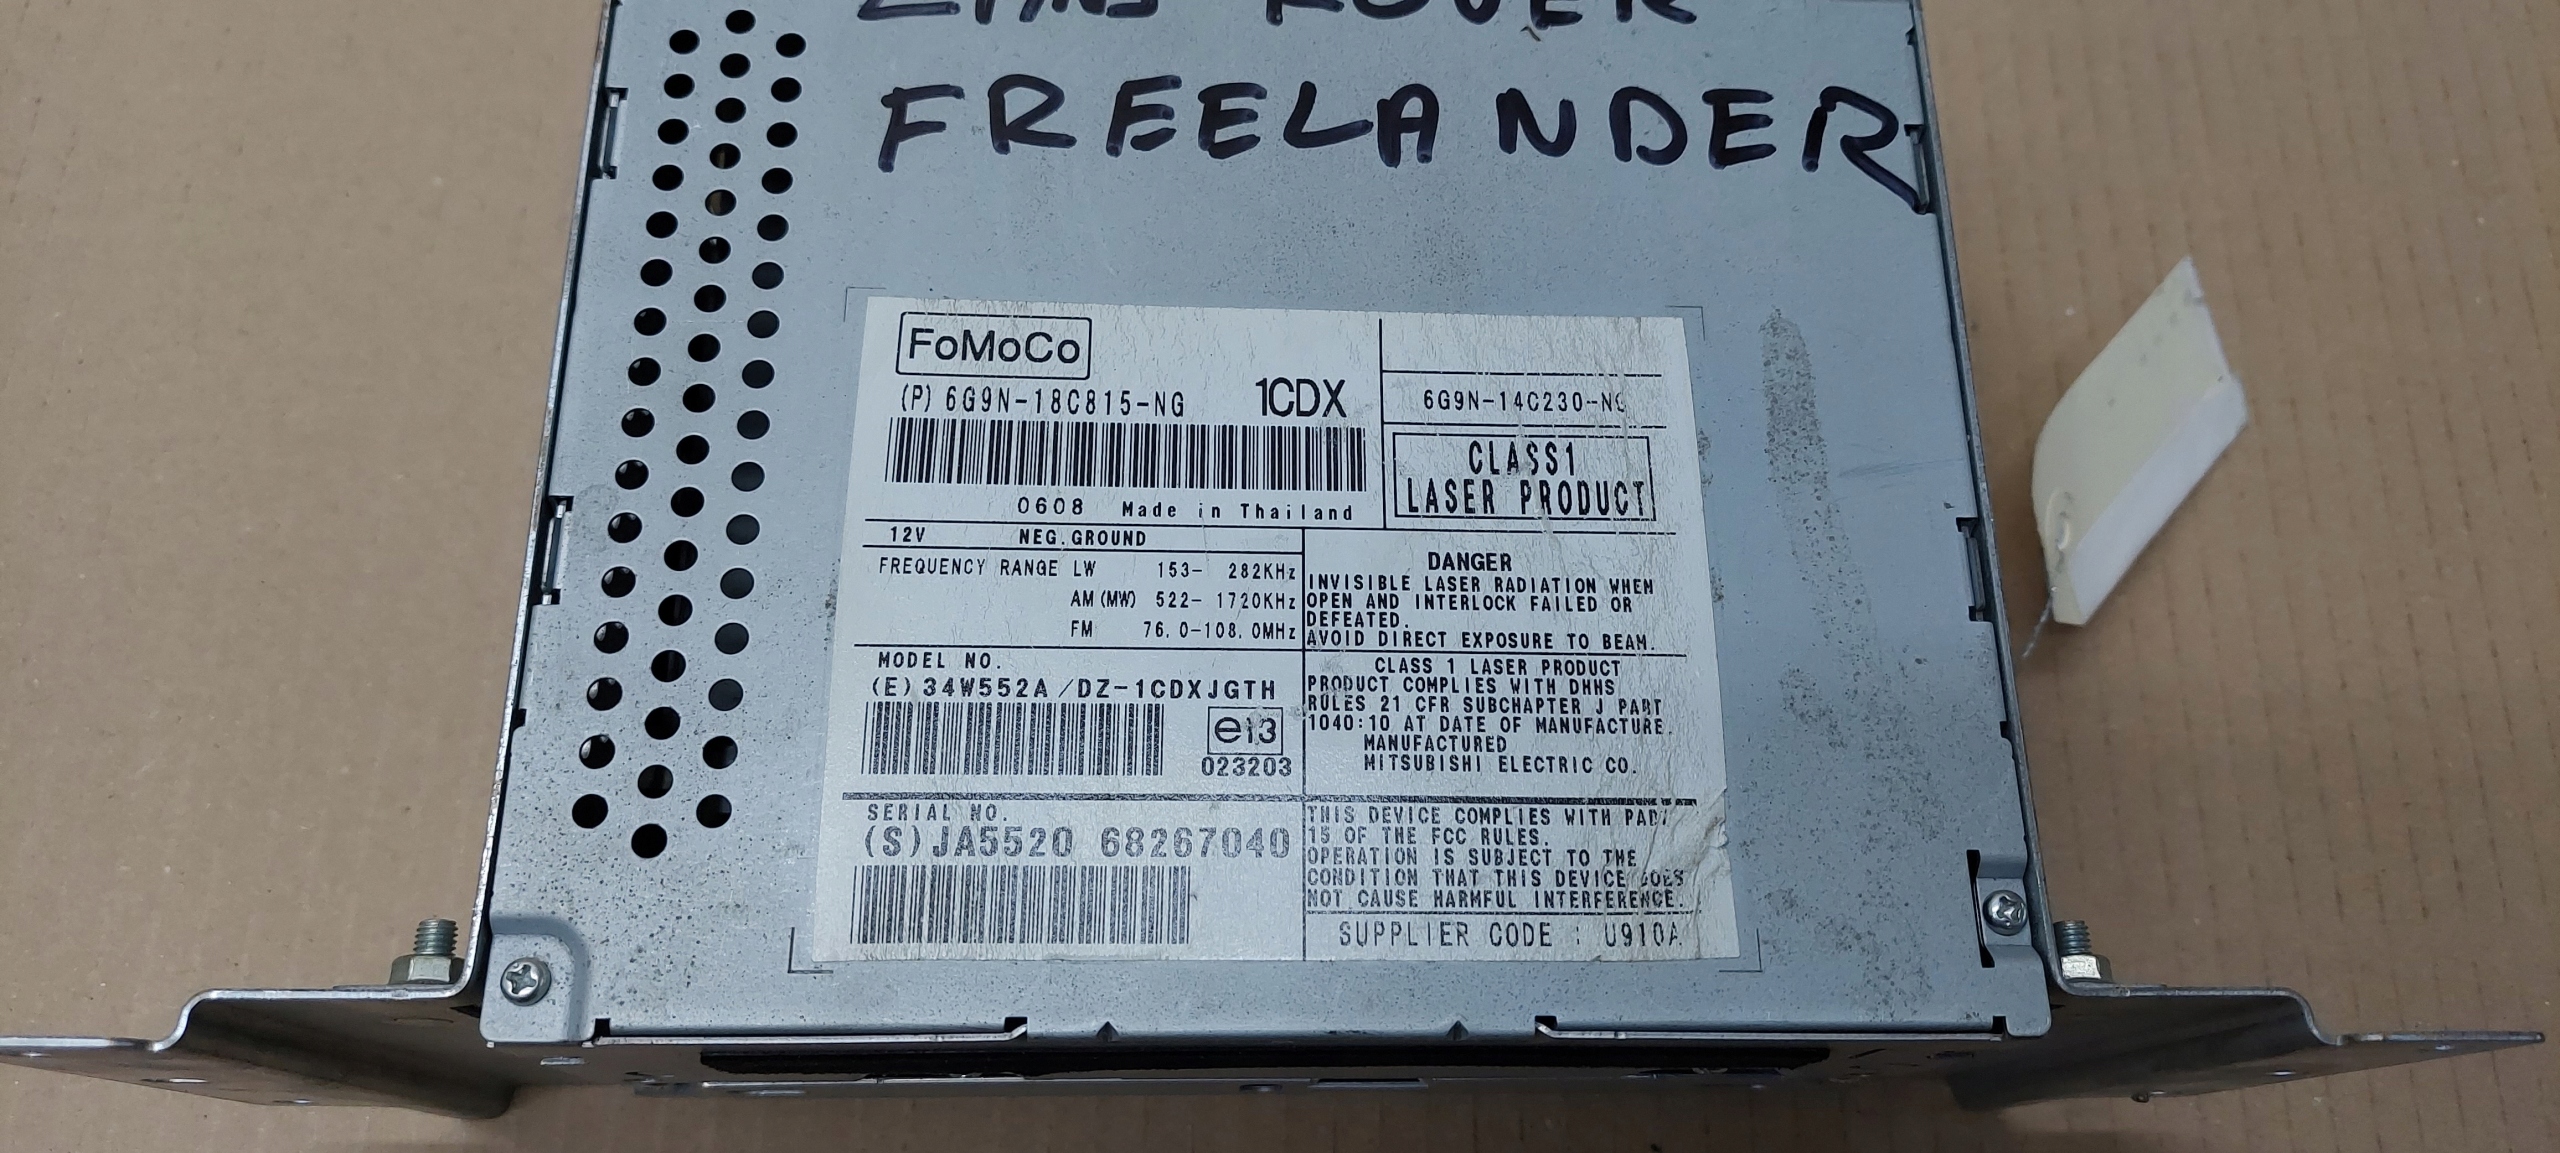 LAND ROVER
FREELANDER
FoMoCo
(P) 6G9N-18C815-NG 1CDX
0608 Made in Thailand
6G9N-14C230-N
CLASS1
LASER PRODUCT
12V NEG.GROUND
FREQUENCY RANGE LW 153- 282KHz
AM(MW) 522- 1720KHz
FM 76.0-108.0MHz
DANGER
INVISIBLE LASER RADIATION WHEN
OPEN AND INTERLOCK FAILED OR
DEFEATED.
AVOID DIRECT EXPOSURE TO BEAM.
MODEL NO.
(E) 34W552A/DZ-1CDXJGTH
e13
023203
CLASS 1 LASER PRODUCT
PRODUCT COMPLIES WITH DHHS
RULES 21 CFR SUBCHAPTER J PART
1040:10 AT DATE OF MANUFACTURE.
MANUFACTURED
MITSUBISHI ELECTRIC CO.
SERIAL NO.
(S)JA5520 68267040
THIS DEVICE COMPLIES WITH PART
15 OF THE FCC RULES.
OPERATION IS SUBJECT TO THE
CONDITION THAT THIS DEVICE DOES
NOT CAUSE HARMFUL INTERFERENCE.
SUPPLIER CODE : U910A